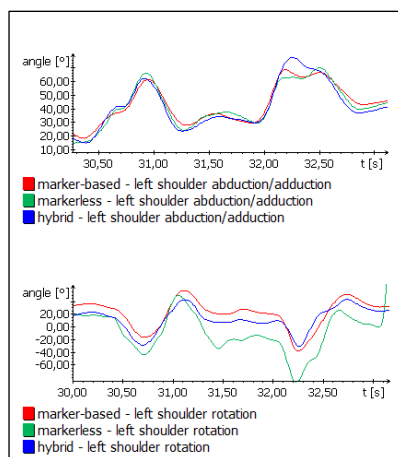 angle [º]
60,00
50,00
40,00
30,00
20,00
10,00
30,50 31,00 31,50 32,00 32,50
t [s]
marker-based - left shoulder abduction/adduction
markerless - left shoulder abduction/adduction
hybrid - left shoulder abduction/adduction
angle [º]
20,00
0,00
-20,00
-40,00
-60,00
30,00 30,50 31,00 31,50 32,00 32,50
t [s]
marker-based - left shoulder rotation
markerless - left shoulder rotation
hybrid - left shoulder rotation